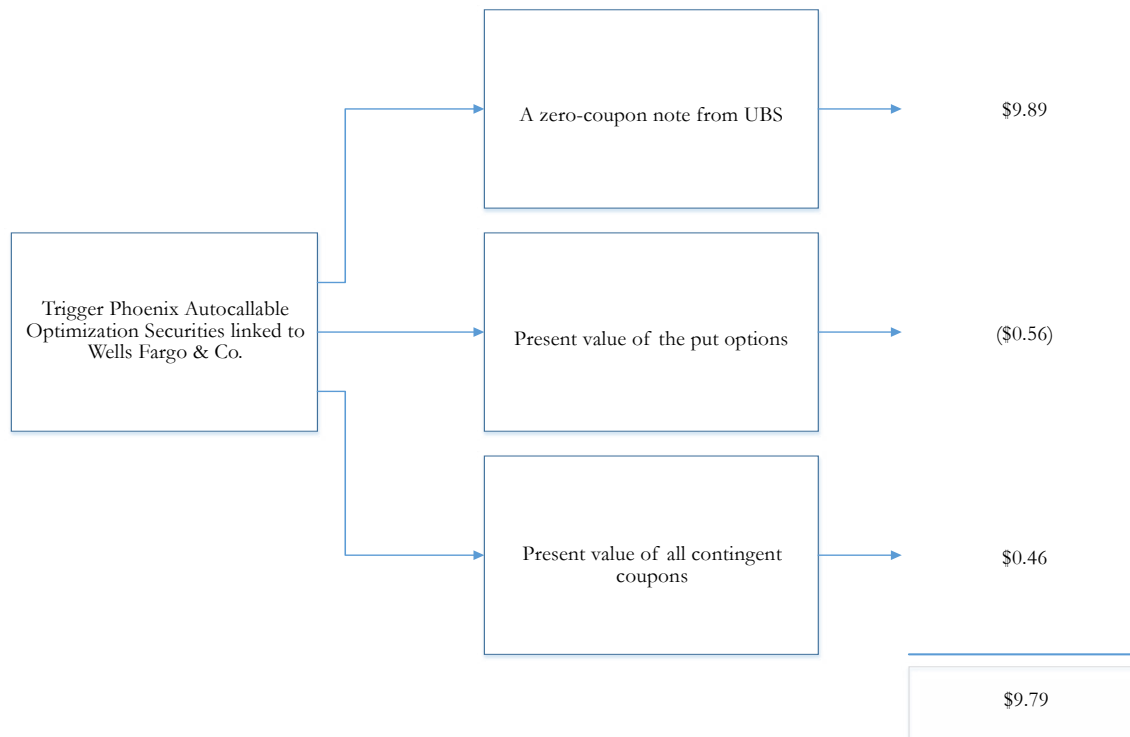 A zero-coupon note from UBS
$9.89
Trigger Phoenix Autocallable
Optimization Securities linked to
Wells Fargo & Co.
Present value of the put options
($0.56)
Present value of all contingent
coupons
$0.46
$9.79